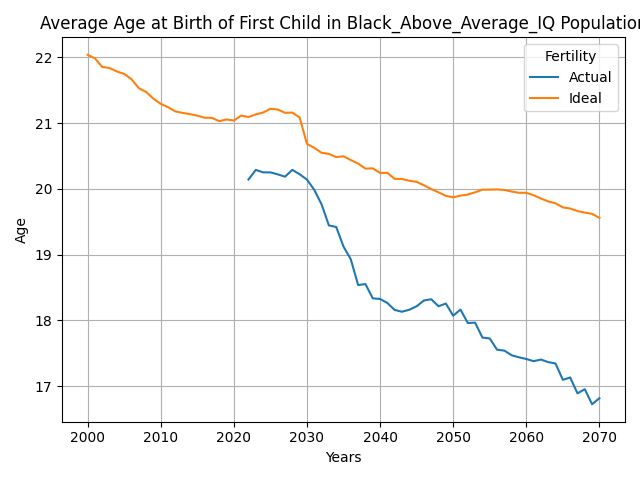 Average Age at Birth of First Child in Black_Above_Average_IQ Population
Fertility
Actual
Ideal
22
21
20
19
18
17
Age
2000 2010 2020 2030 2040 2050 2060 2070
Years